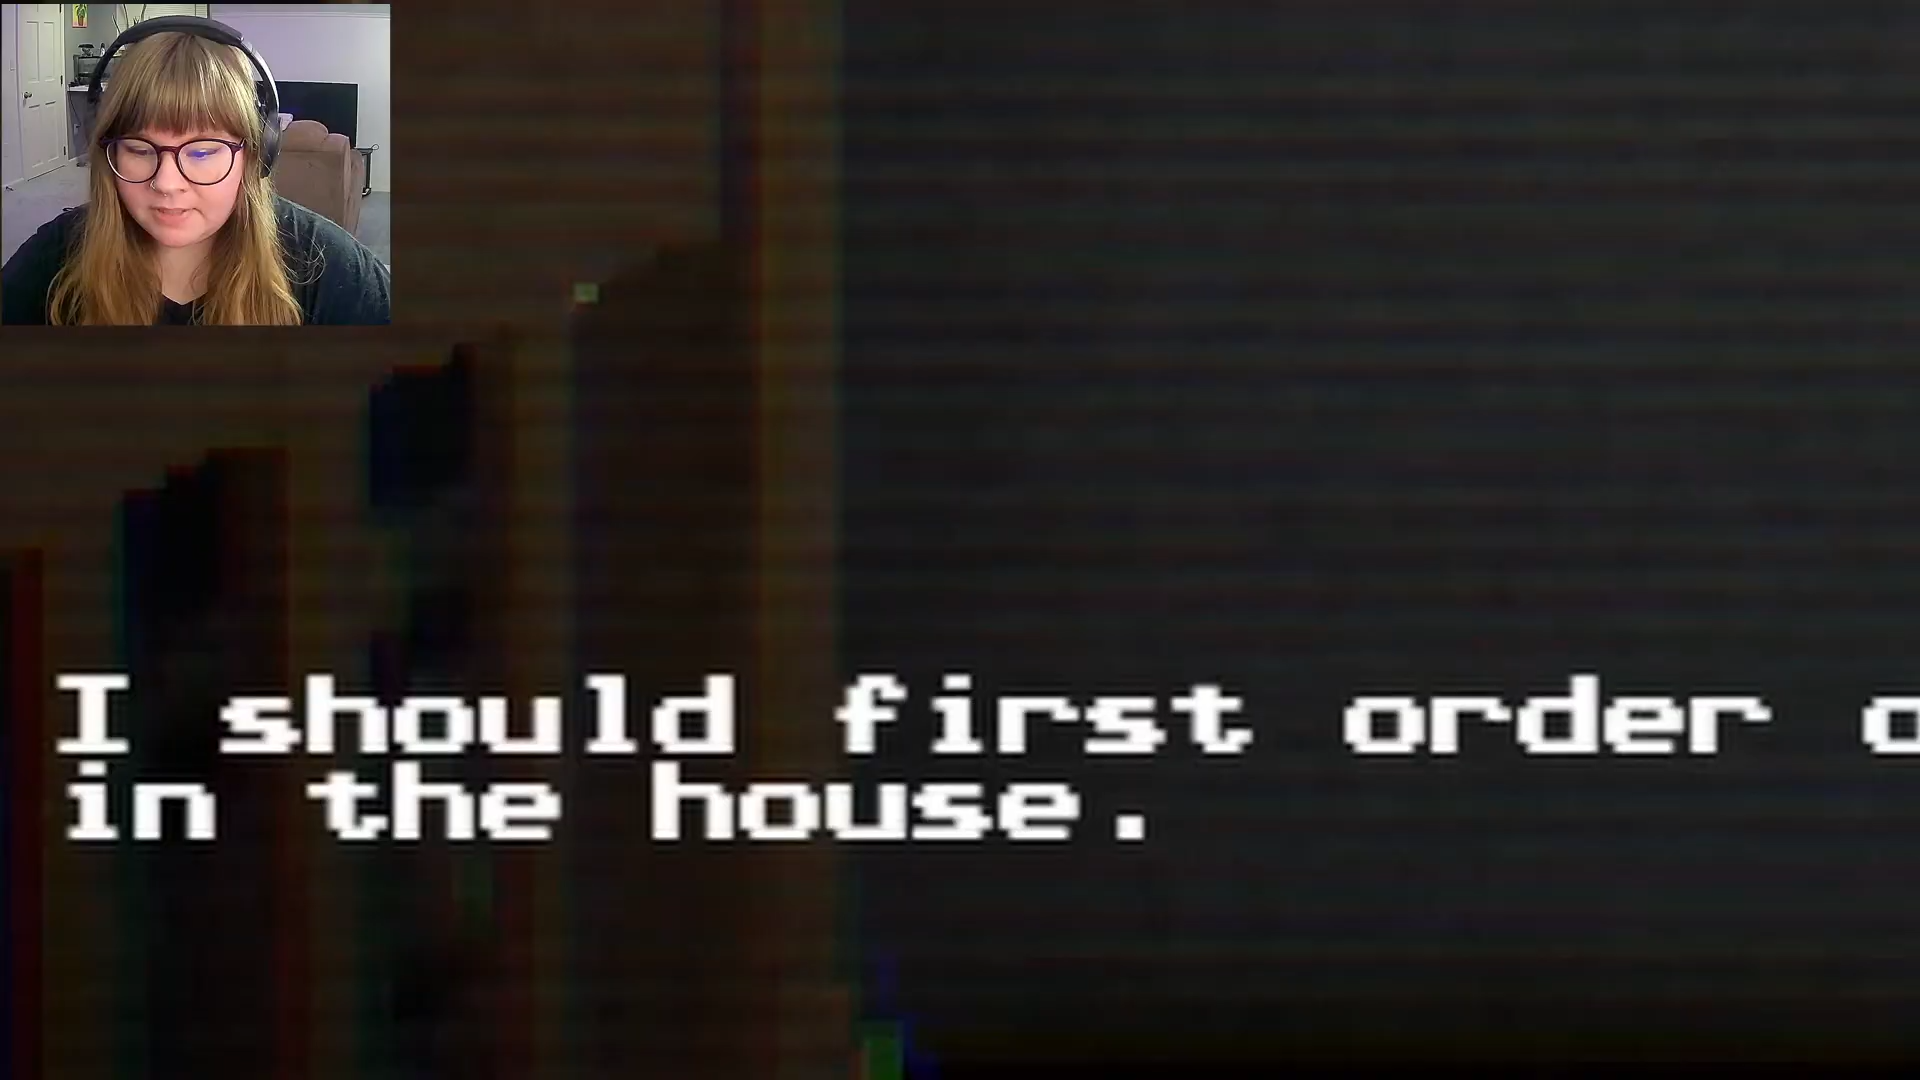 I should first order
in the house.